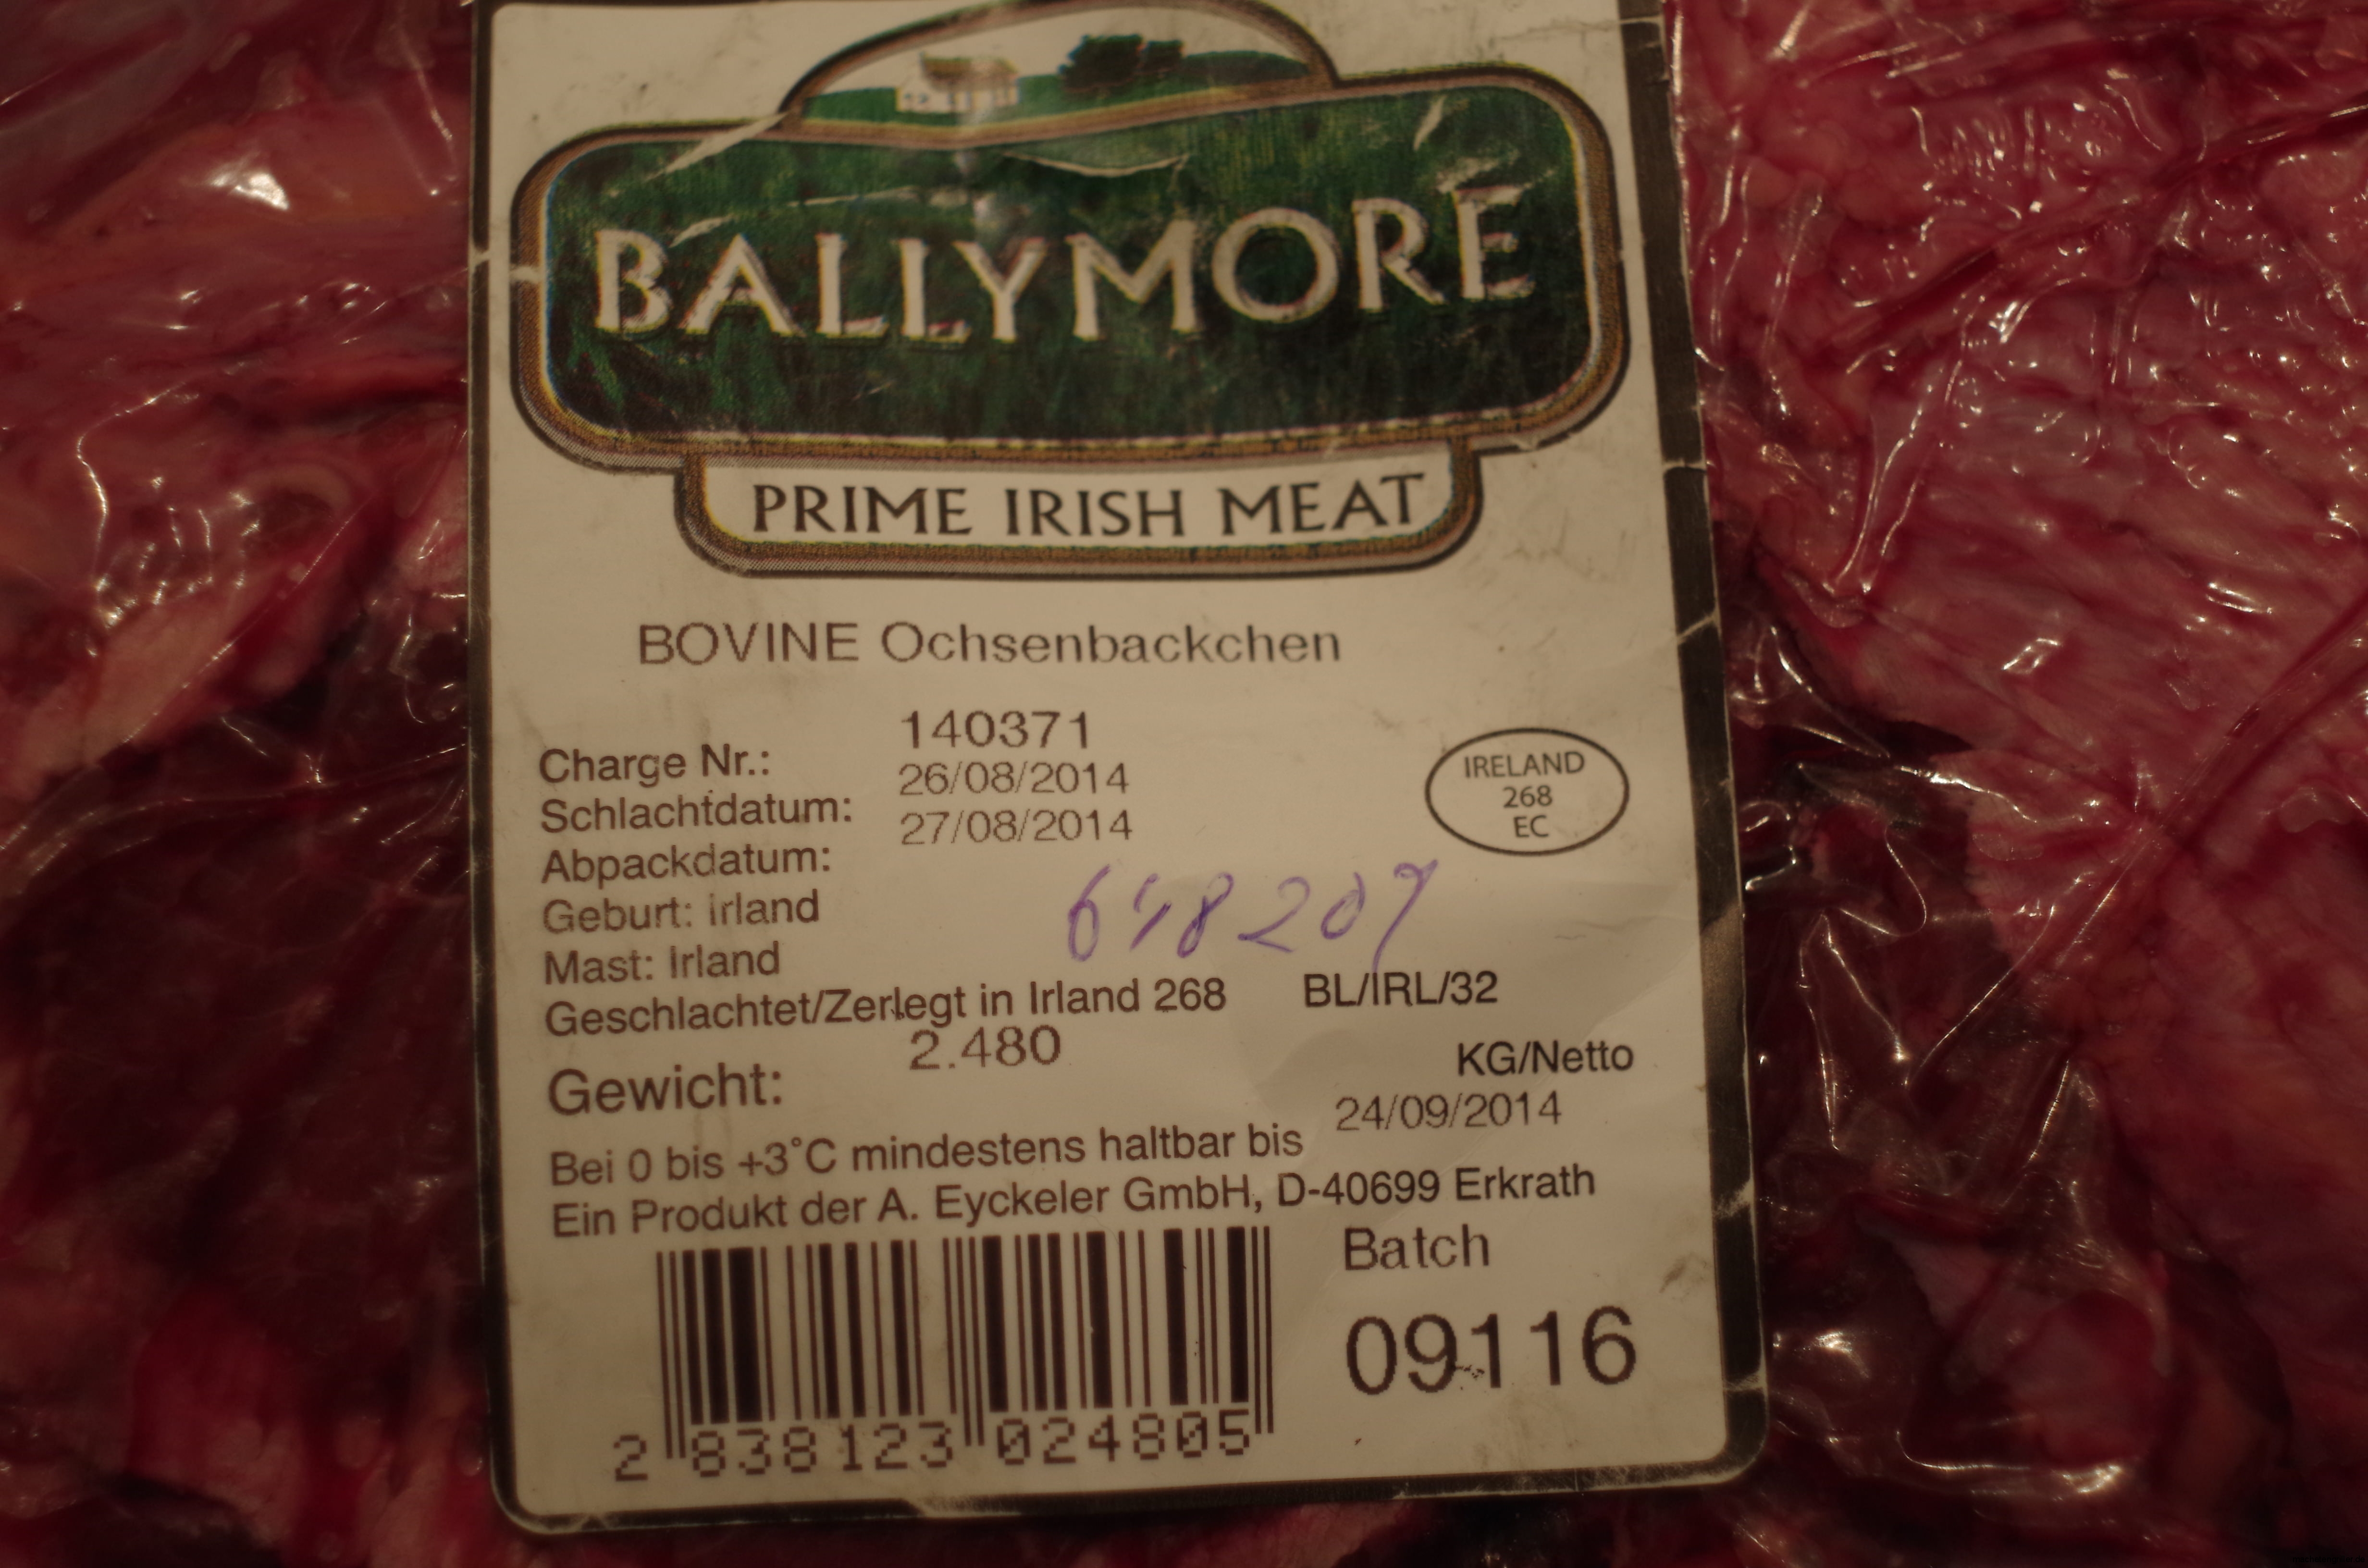 BALLYMORE
PRIME IRISH MEAT
BOVINE Ochsenbackchen
Charge Nr.: 140371
Schlachtdatum: 26/08/2014
Abpackdatum: 27/08/2014
IRELAND
268
EC
Geburt: Irland
Mast: Irland
Geschlachtet/Zerlegt in Irland 268 BL/IRL/32
Gewicht: 2.480 KG/Netto
Bei 0 bis +3°C mindestens haltbar bis 24/09/2014
Ein Produkt der A. Eyckeler GmbH, D-40699 Erkrath
Batch
09116
2 838123 024805